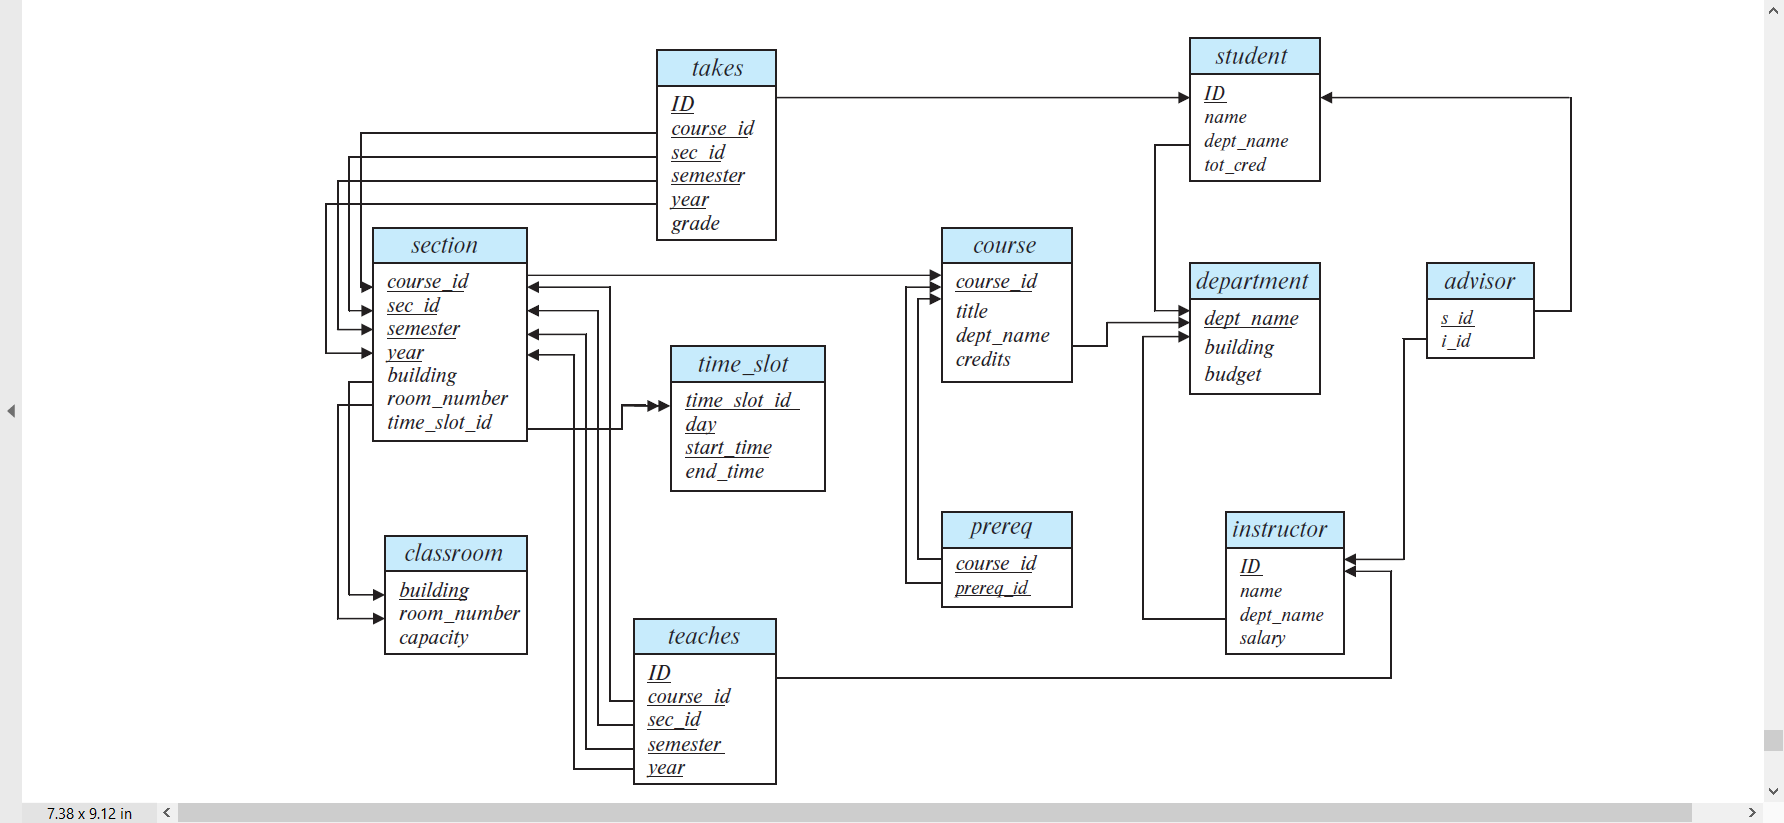 takes
ID
course_id
sec_id
semester
year
grade
student
ID
name
dept_name
tot_cred
section
course_id
sec_id
semester
year
building
room_number
time_slot_id
course
course_id
title
dept_name
credits
department
dept_name
building
budget
advisor
s_id
i_id
time_slot
time_slot_id
day
start_time
end_time
classroom
building
room_number
capacity
prereq
course_id
prereq_id
instructor
ID
name
dept_name
salary
teaches
ID
course_id
sec_id
semester
year
7.38 x 9.12 in